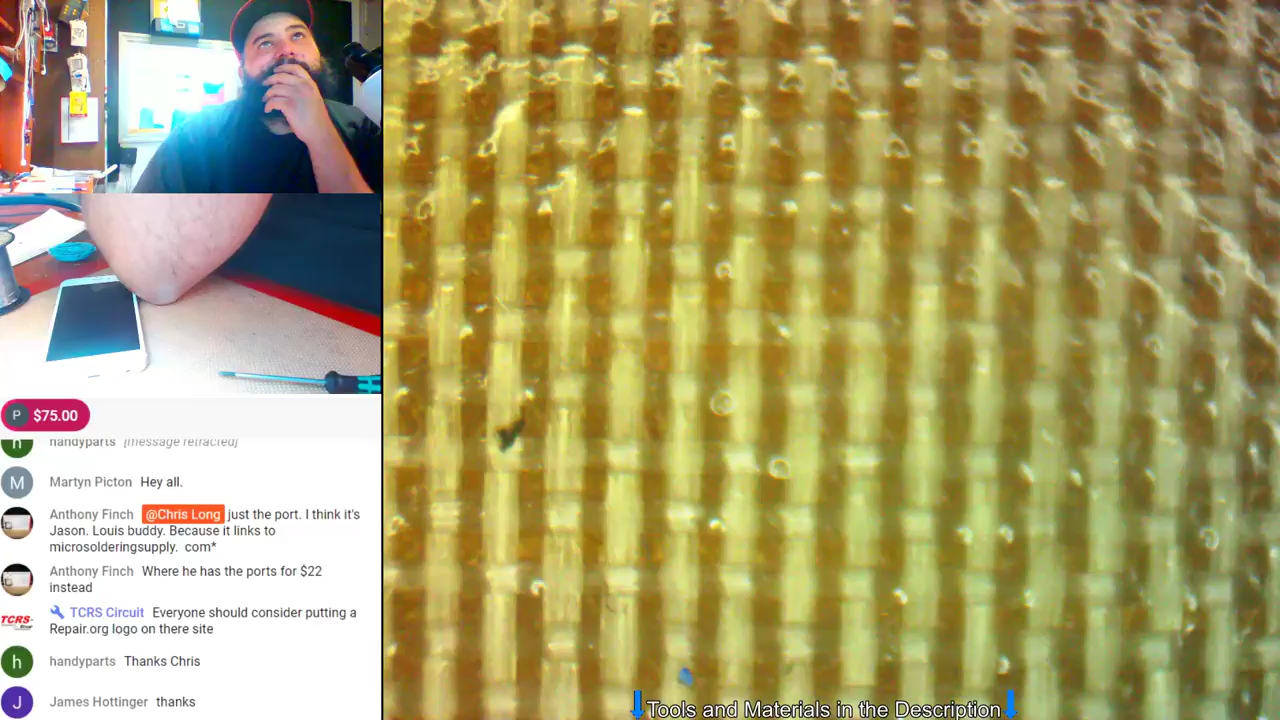 P $75.00
handyparts [message retracted]
M Martyn Picton Hey all.
Anthony Finch @Chris Long just the port. I think it's
Jason. Louis buddy. Because it links to
microsolderingsupply. com*
Anthony Finch Where he has the ports for $22
instead
TCRS Circuit Everyone should consider putting a
Repair.org logo on there site
h handyparts Thanks Chris
J James Hottinger thanks
Tools and Materials in the Description